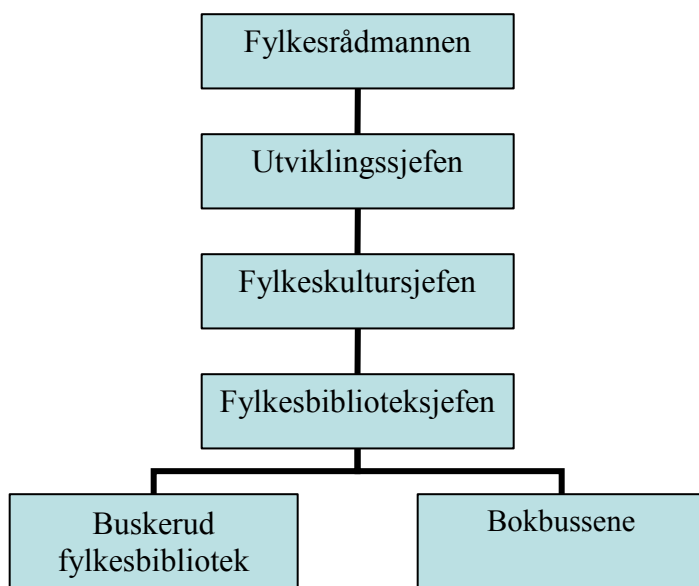 Fylkesrådmannen
Utviklingssjefen
Fylkeskultursjefen
Fylkesbiblioteksjefen
Buskerud
fylkesbibliotek
Bokbussene